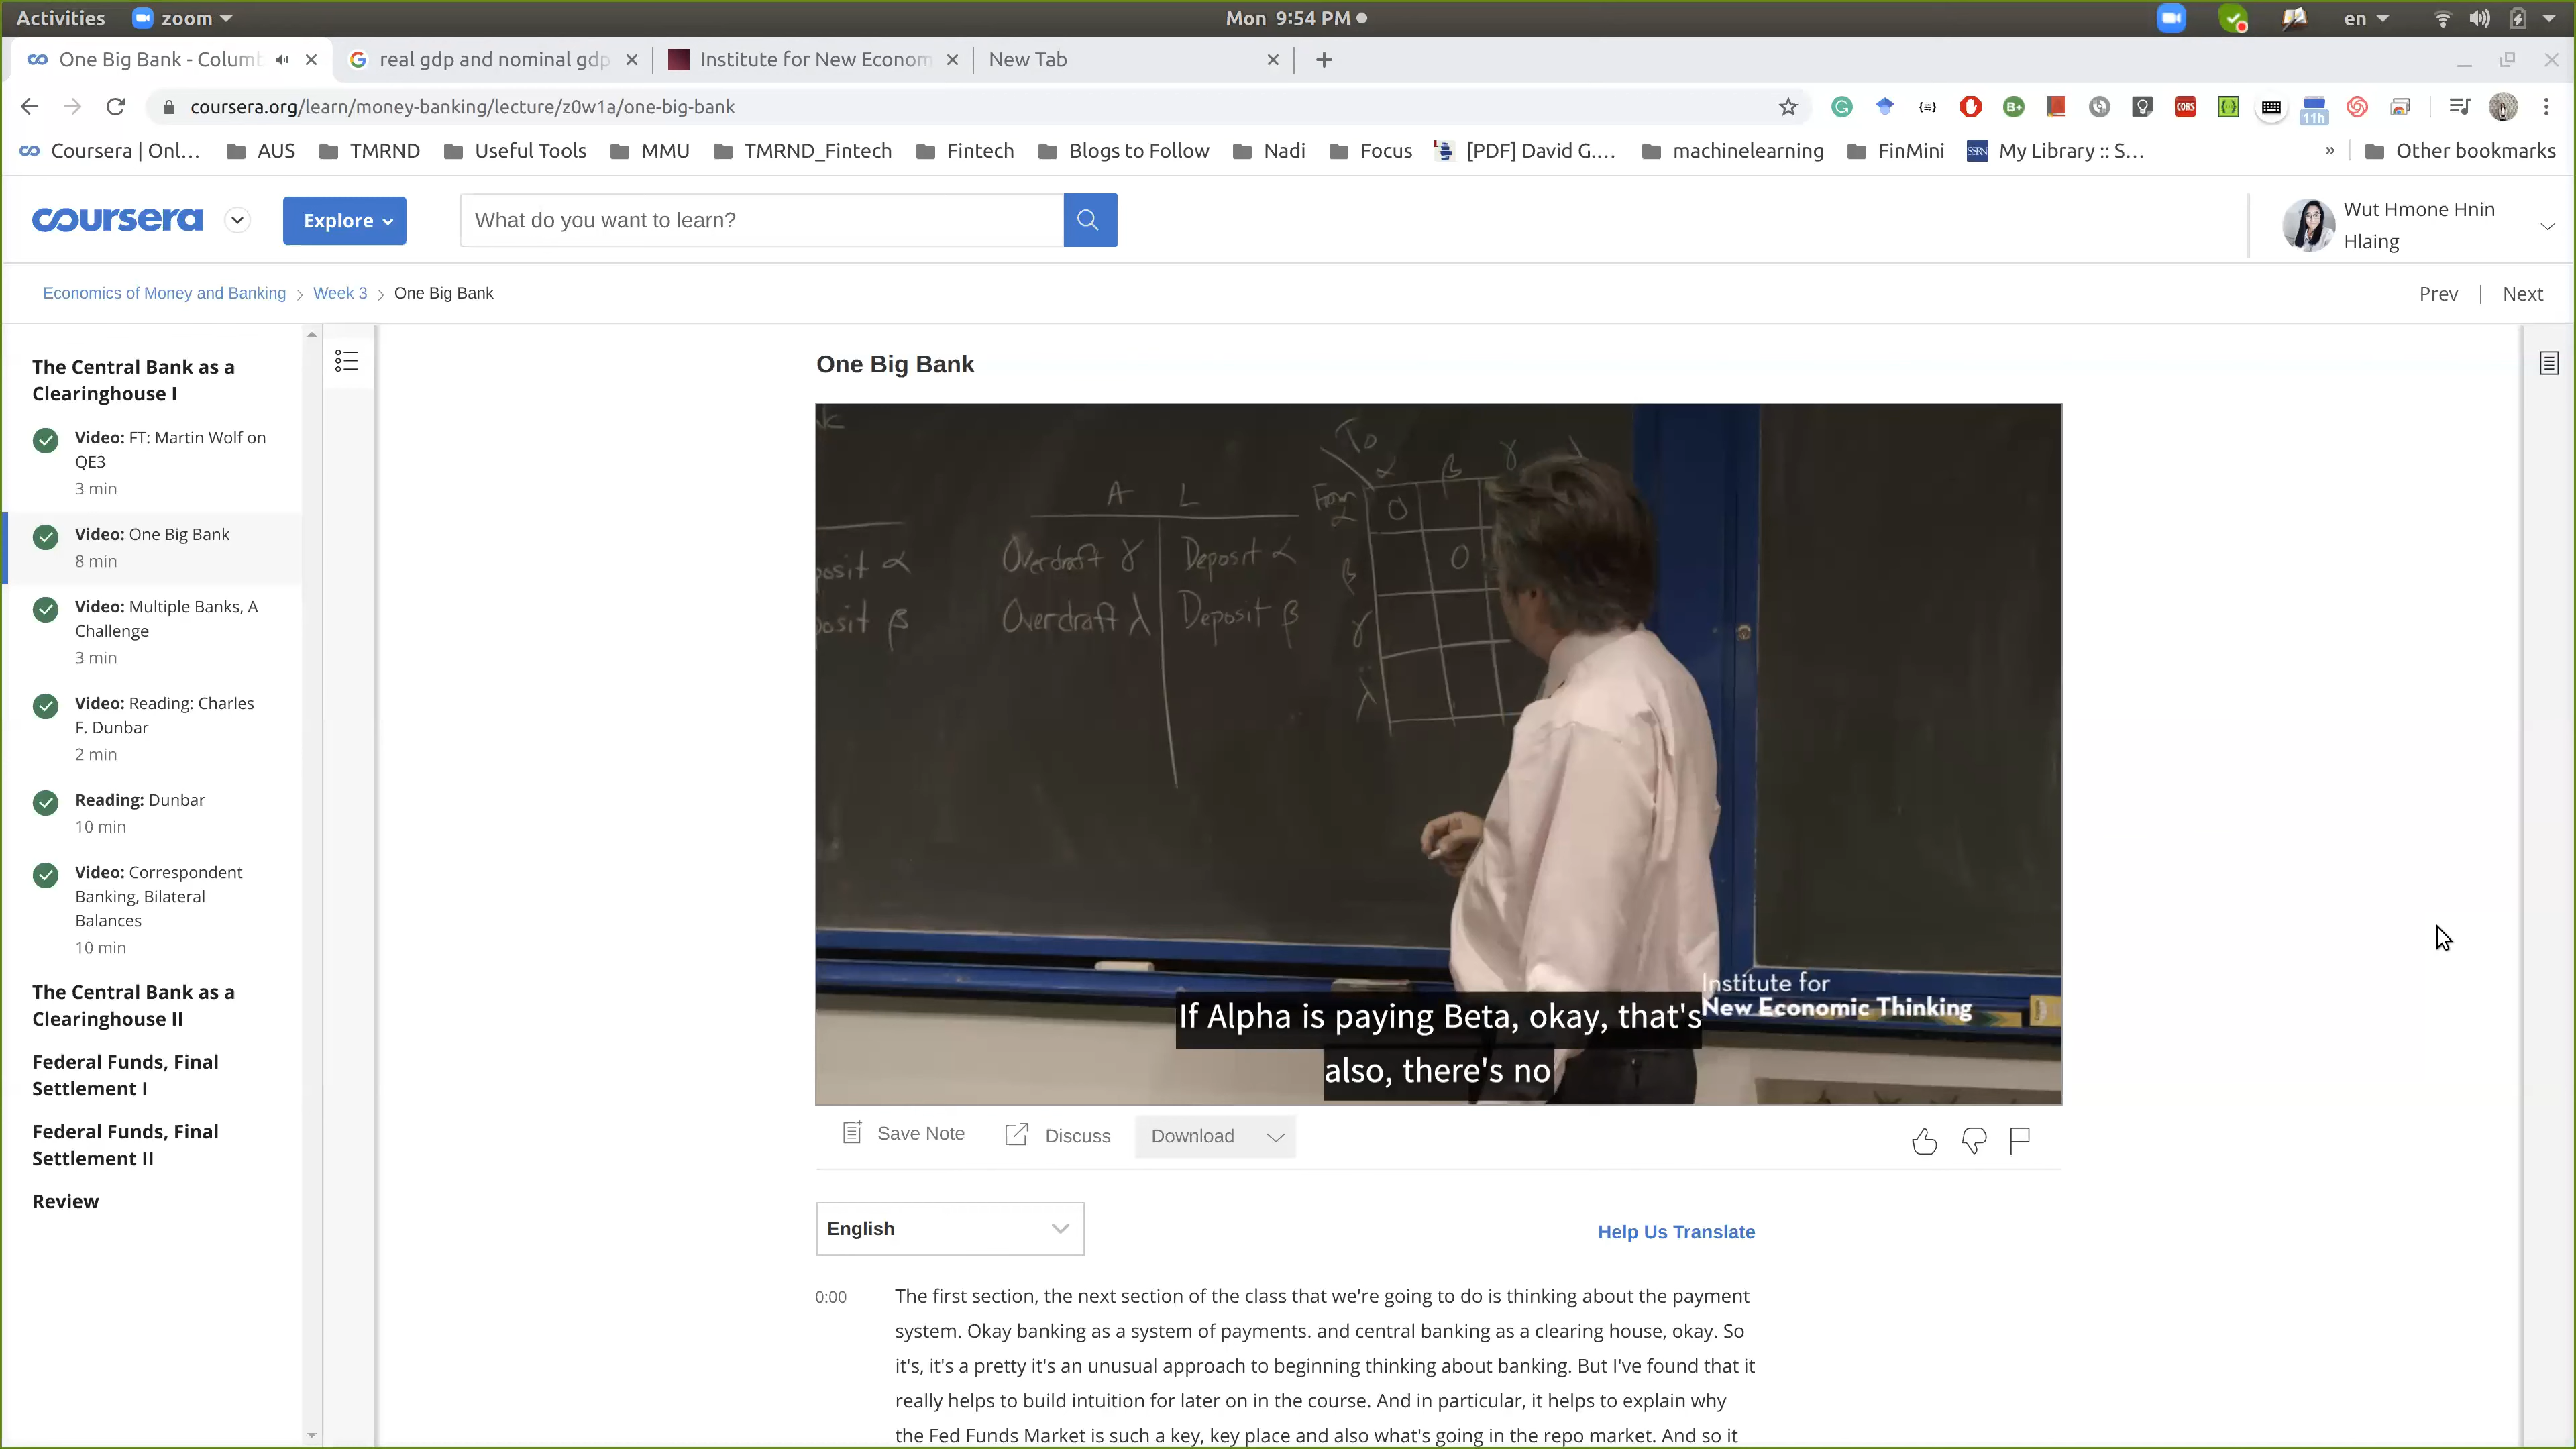 Activities zoom Mon 9:54 PM en
One Big Bank - Columb real gdp and nominal gdp Institute for New Econom New Tab
coursera.org/learn/money-banking/lecture/z0w1a/one-big-bank
11h
Coursera | Onl... AUS TMRND Useful Tools MMU TMRND_Fintech Fintech Blogs to Follow Nadi Focus [PDF] David G.... machinelearning FinMini SSRN My Library :: S... » Other bookmarks
coursera Explore What do you want to learn? Wut Hmone Hnin
Hlaing
Economics of Money and Banking > Week 3 > One Big Bank Prev | Next
The Central Bank as a
Clearinghouse I
Video: FT: Martin Wolf on
QE3
3 min
Video: One Big Bank
8 min
Video: Multiple Banks, A
Challenge
3 min
Video: Reading: Charles
F. Dunbar
2 min
Reading: Dunbar
10 min
Video: Correspondent
Banking, Bilateral
Balances
10 min
The Central Bank as a
Clearinghouse II
Federal Funds, Final
Settlement I
Federal Funds, Final
Settlement II
Review
One Big Bank
To
α β γ
A L
From
α 0
posit α Overdraft γ Deposit α
β 0
posit β Overdraft λ Deposit β
γ
λ
Institute for
New Economic Thinking
If Alpha is paying Beta, okay, that's
also, there's no
Save Note Discuss Download
English Help Us Translate
0:00 The first section, the next section of the class that we're going to do is thinking about the payment
system. Okay banking as a system of payments. and central banking as a clearing house, okay. So
it's, it's a pretty it's an unusual approach to beginning thinking about banking. But I've found that it
really helps to build intuition for later on in the course. And in particular, it helps to explain why
the Fed Funds Market is such a key, key place and also what's going in the repo market. And so it